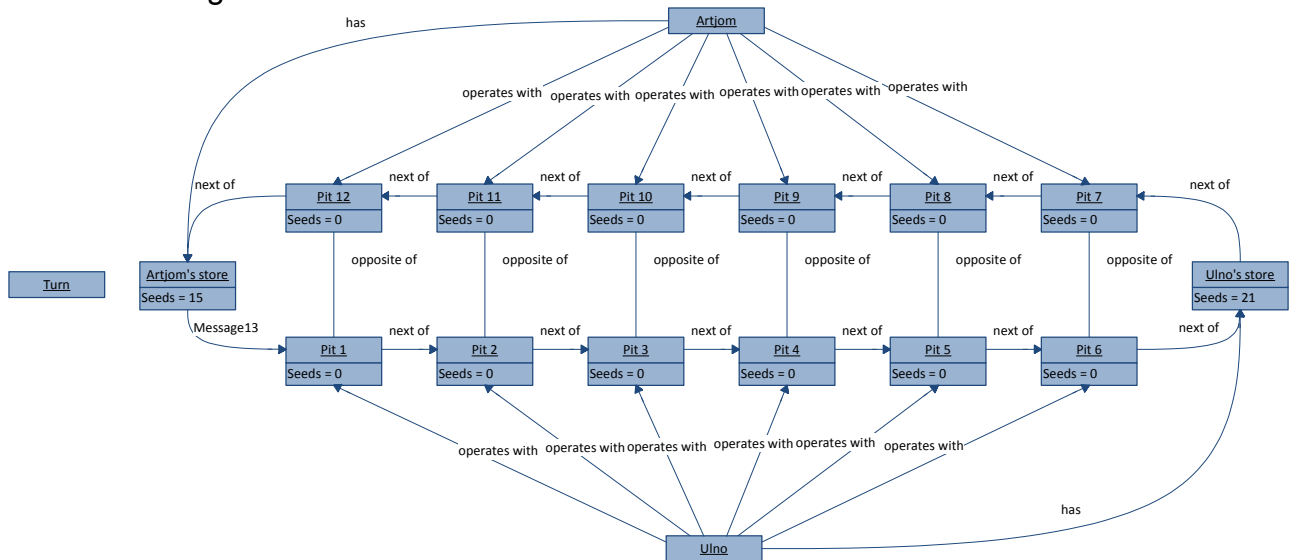 g
has
Artjom
operates with
operates with
operates with
operates with
operates with
operates with
next of
Pit 12
Seeds = 0
next of
Pit 11
Seeds = 0
next of
Pit 10
Seeds = 0
next of
Pit 9
Seeds = 0
next of
Pit 8
Seeds = 0
next of
Pit 7
Seeds = 0
next of
opposite of
opposite of
opposite of
opposite of
opposite of
opposite of
Turn
Artjom's store
Seeds = 15
Ulno's store
Seeds = 21
Message13
Pit 1
Seeds = 0
next of
Pit 2
Seeds = 0
next of
Pit 3
Seeds = 0
next of
Pit 4
Seeds = 0
next of
Pit 5
Seeds = 0
next of
Pit 6
Seeds = 0
next of
operates with
operates with
operates with
operates with
operates with
operates with
has
Ulno